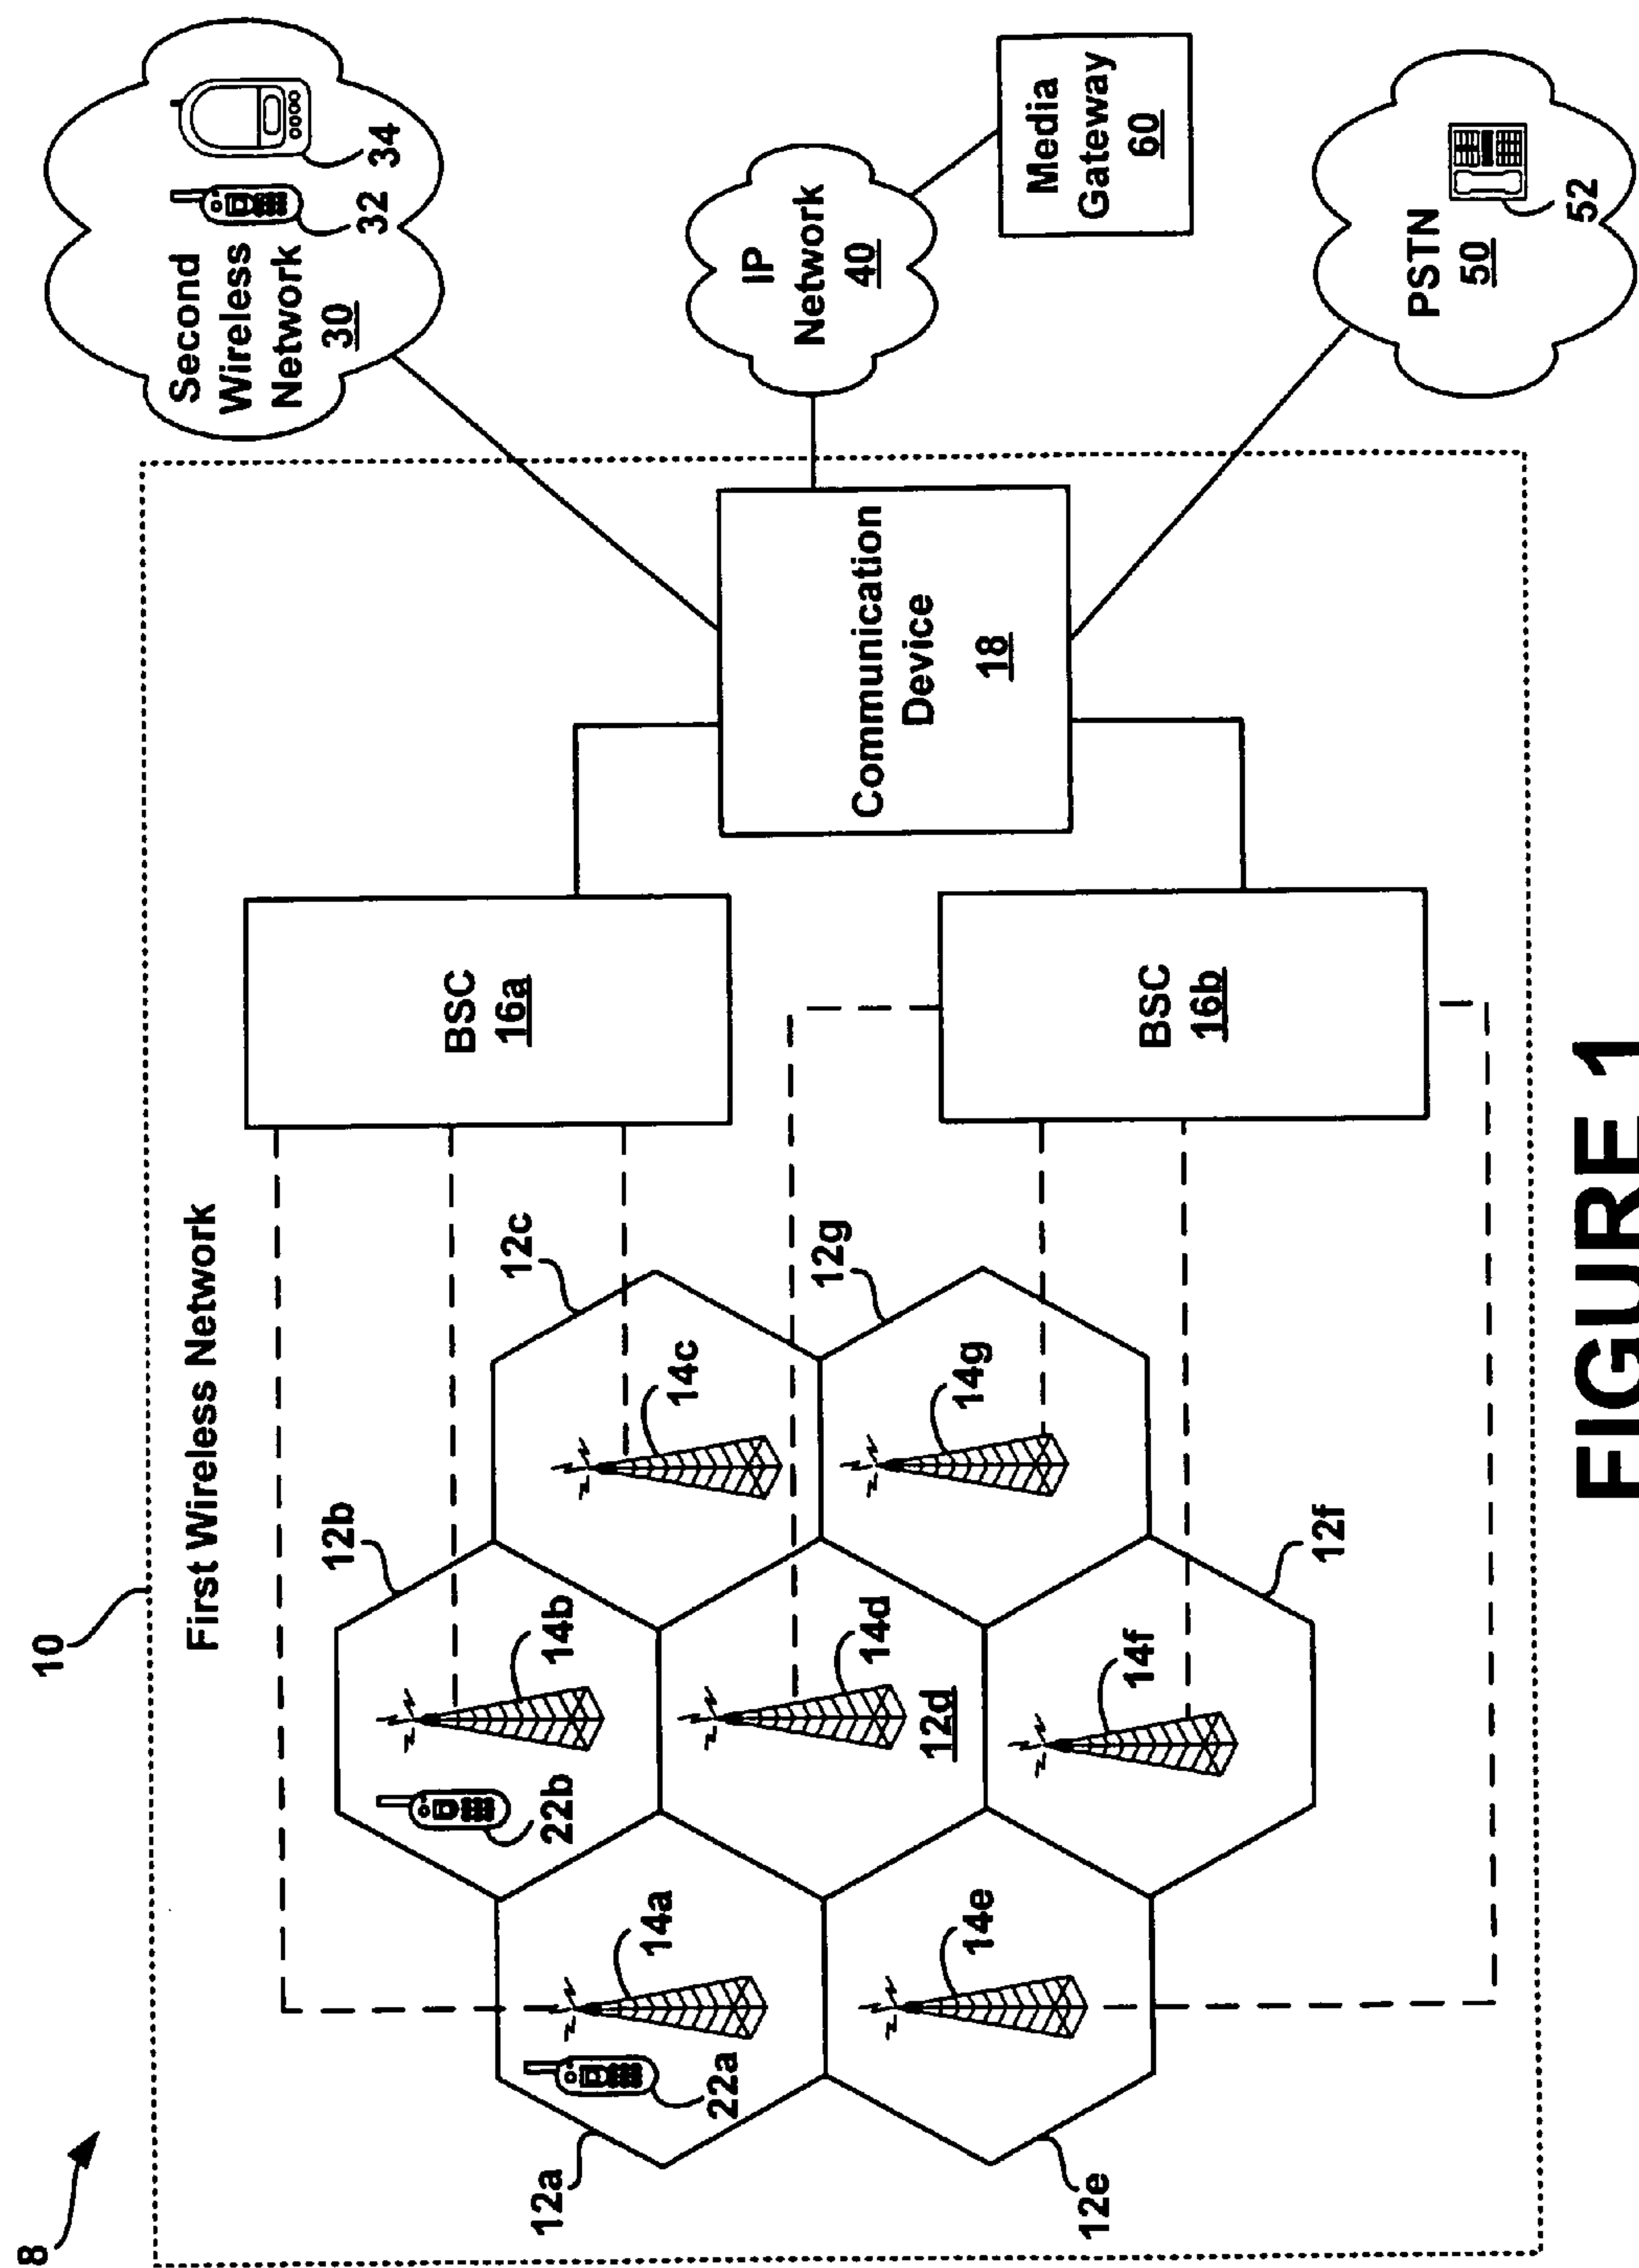 8
10
First Wireless Network
12a
22a
14a
12b
22b
14b
12c
14c
12d
14d
12e
14e
12f
14f
12g
14g
BSC
16a
BSC
16b
Communication
Device
18
Second
Wireless
Network
30
32
34
IP
Network
40
Media
Gateway
60
PSTN
50
52
FIGURE 1